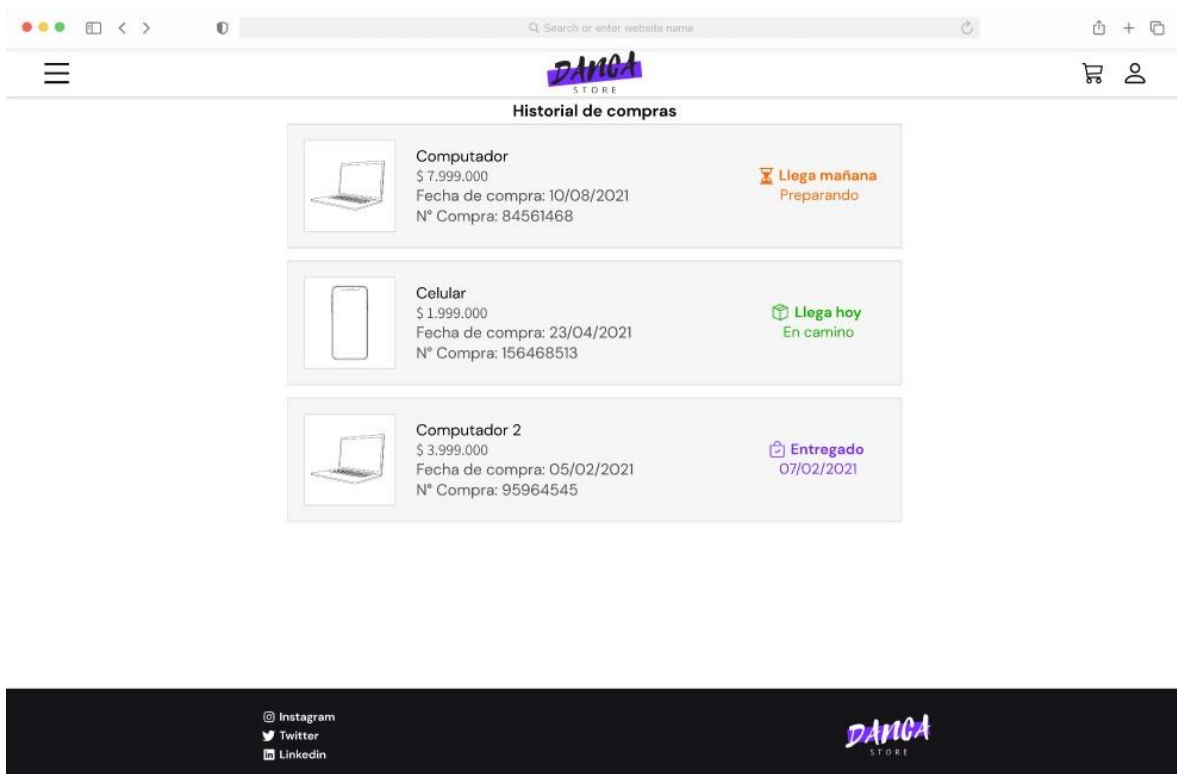 Search or enter website name
DANCA
STORE
Historial de compras
Computador
$ 7.999.000
Fecha de compra: 10/08/2021
N° Compra: 84561468
Llega mañana
Preparando
Celular
$ 1.999.000
Fecha de compra: 23/04/2021
N° Compra: 156468513
Llega hoy
En camino
Computador 2
$ 3.999.000
Fecha de compra: 05/02/2021
N° Compra: 95964545
Entregado
07/02/2021
Instagram
Twitter
Linkedin
DANCA
STORE